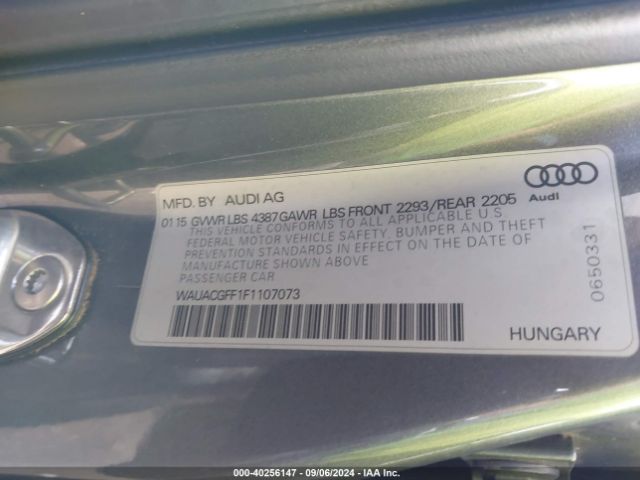 MFD. BY AUDI AG
Audi
01 15 GVWR LBS 4387 GAWR LBS FRONT 2293/REAR 2205
THIS VEHICLE CONFORMS TO ALL APPLICABLE U.S
FEDERAL MOTOR VEHICLE SAFETY, BUMPER AND THEFT
PREVENTION STANDARDS IN EFFECT ON THE DATE OF
MANUFACTURE SHOWN ABOVE
PASSENGER CAR
WAUACGFF1F1107073
0650331
HUNGARY
000-40256147 - 09/06/2024 - IAA Inc.